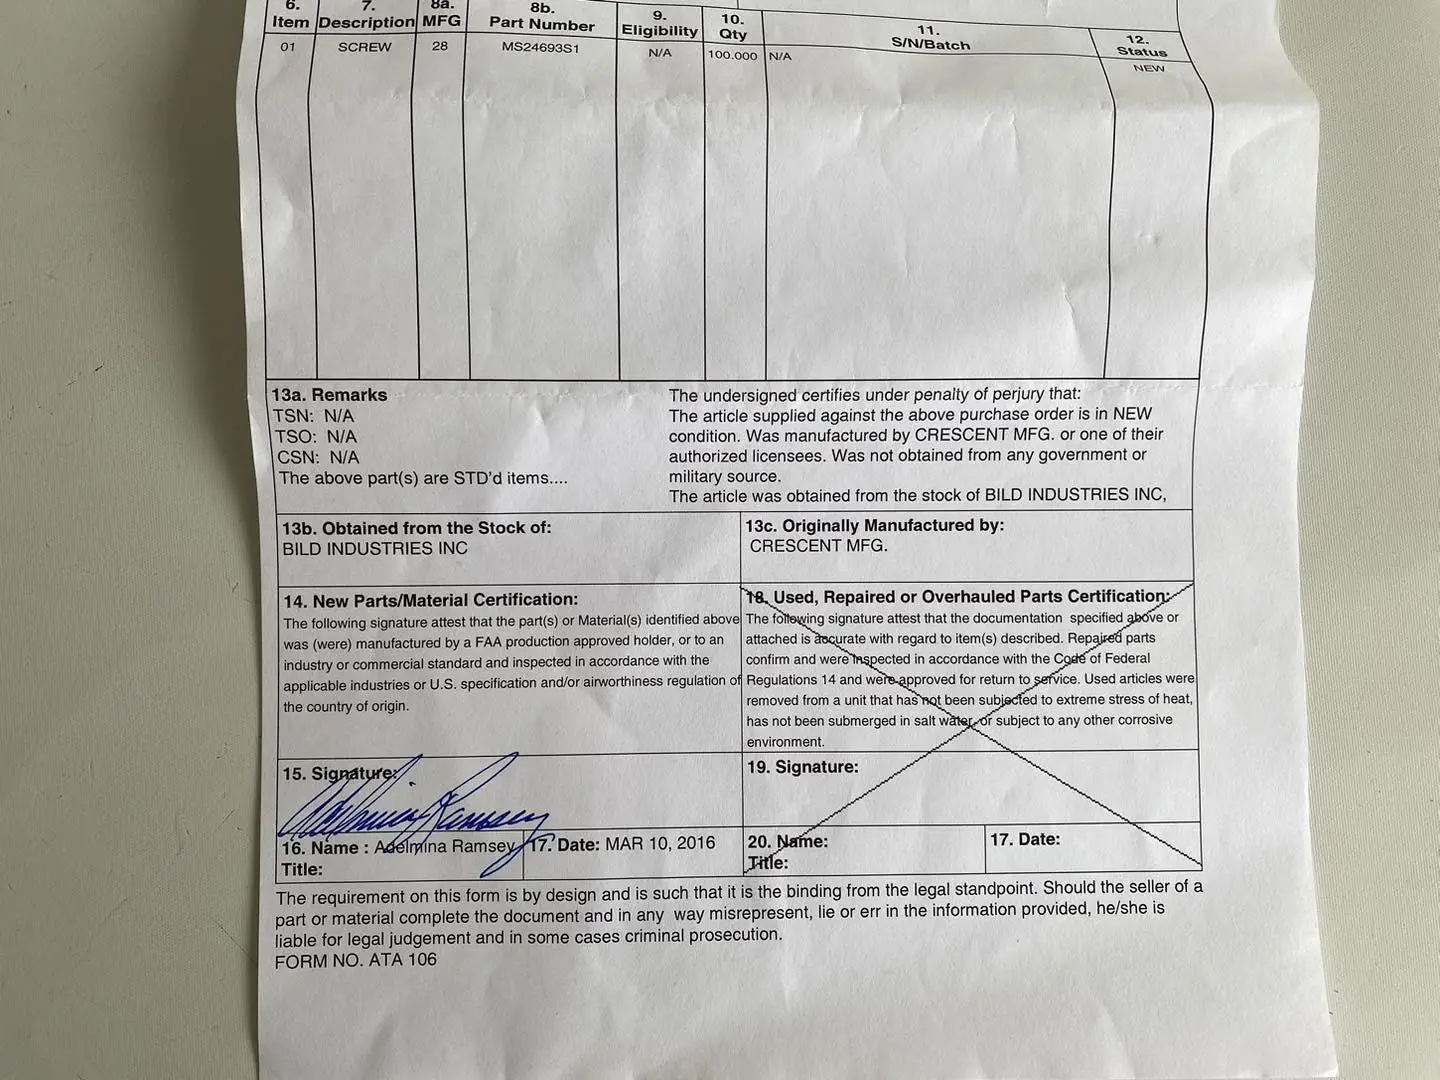 6. 7. 8a. 8b. 9. 10. 11. 12.
Item Description MFG Part Number Eligibility Qty S/N/Batch Status
01 SCREW 28 MS24693S1 N/A 100.000 N/A NEW
13a. Remarks
TSN: N/A
TSO: N/A
CSN: N/A
The above part(s) are STD'd items....
The undersigned certifies under penalty of perjury that:
The article supplied against the above purchase order is in NEW
condition. Was manufactured by CRESCENT MFG. or one of their
authorized licensees. Was not obtained from any government or
military source.
The article was obtained from the stock of BILD INDUSTRIES INC,
13b. Obtained from the Stock of:
BILD INDUSTRIES INC
13c. Originally Manufactured by:
CRESCENT MFG.
14. New Parts/Material Certification:
The following signature attest that the part(s) or Material(s) identified above
was (were) manufactured by a FAA production approved holder, or to an
industry or commercial standard and inspected in accordance with the
applicable industries or U.S. specification and/or airworthiness regulation of
the country of origin.
18. Used, Repaired or Overhauled Parts Certification:
The following signature attest that the documentation specified above or
attached is accurate with regard to item(s) described. Repaired parts
confirm and were inspected in accordance with the Code of Federal
Regulations 14 and were approved for return to service. Used articles were
removed from a unit that has not been subjected to extreme stress of heat,
has not been submerged in salt water, or subject to any other corrosive
environment.
15. Signature:
Adelmina Ramsey
19. Signature:
16. Name : Adelmina Ramsey
Title:
17. Date: MAR 10, 2016
20. Name:
Title:
17. Date:
The requirement on this form is by design and is such that it is the binding from the legal standpoint. Should the seller of a
part or material complete the document and in any way misrepresent, lie or err in the information provided, he/she is
liable for legal judgement and in some cases criminal prosecution.
FORM NO. ATA 106